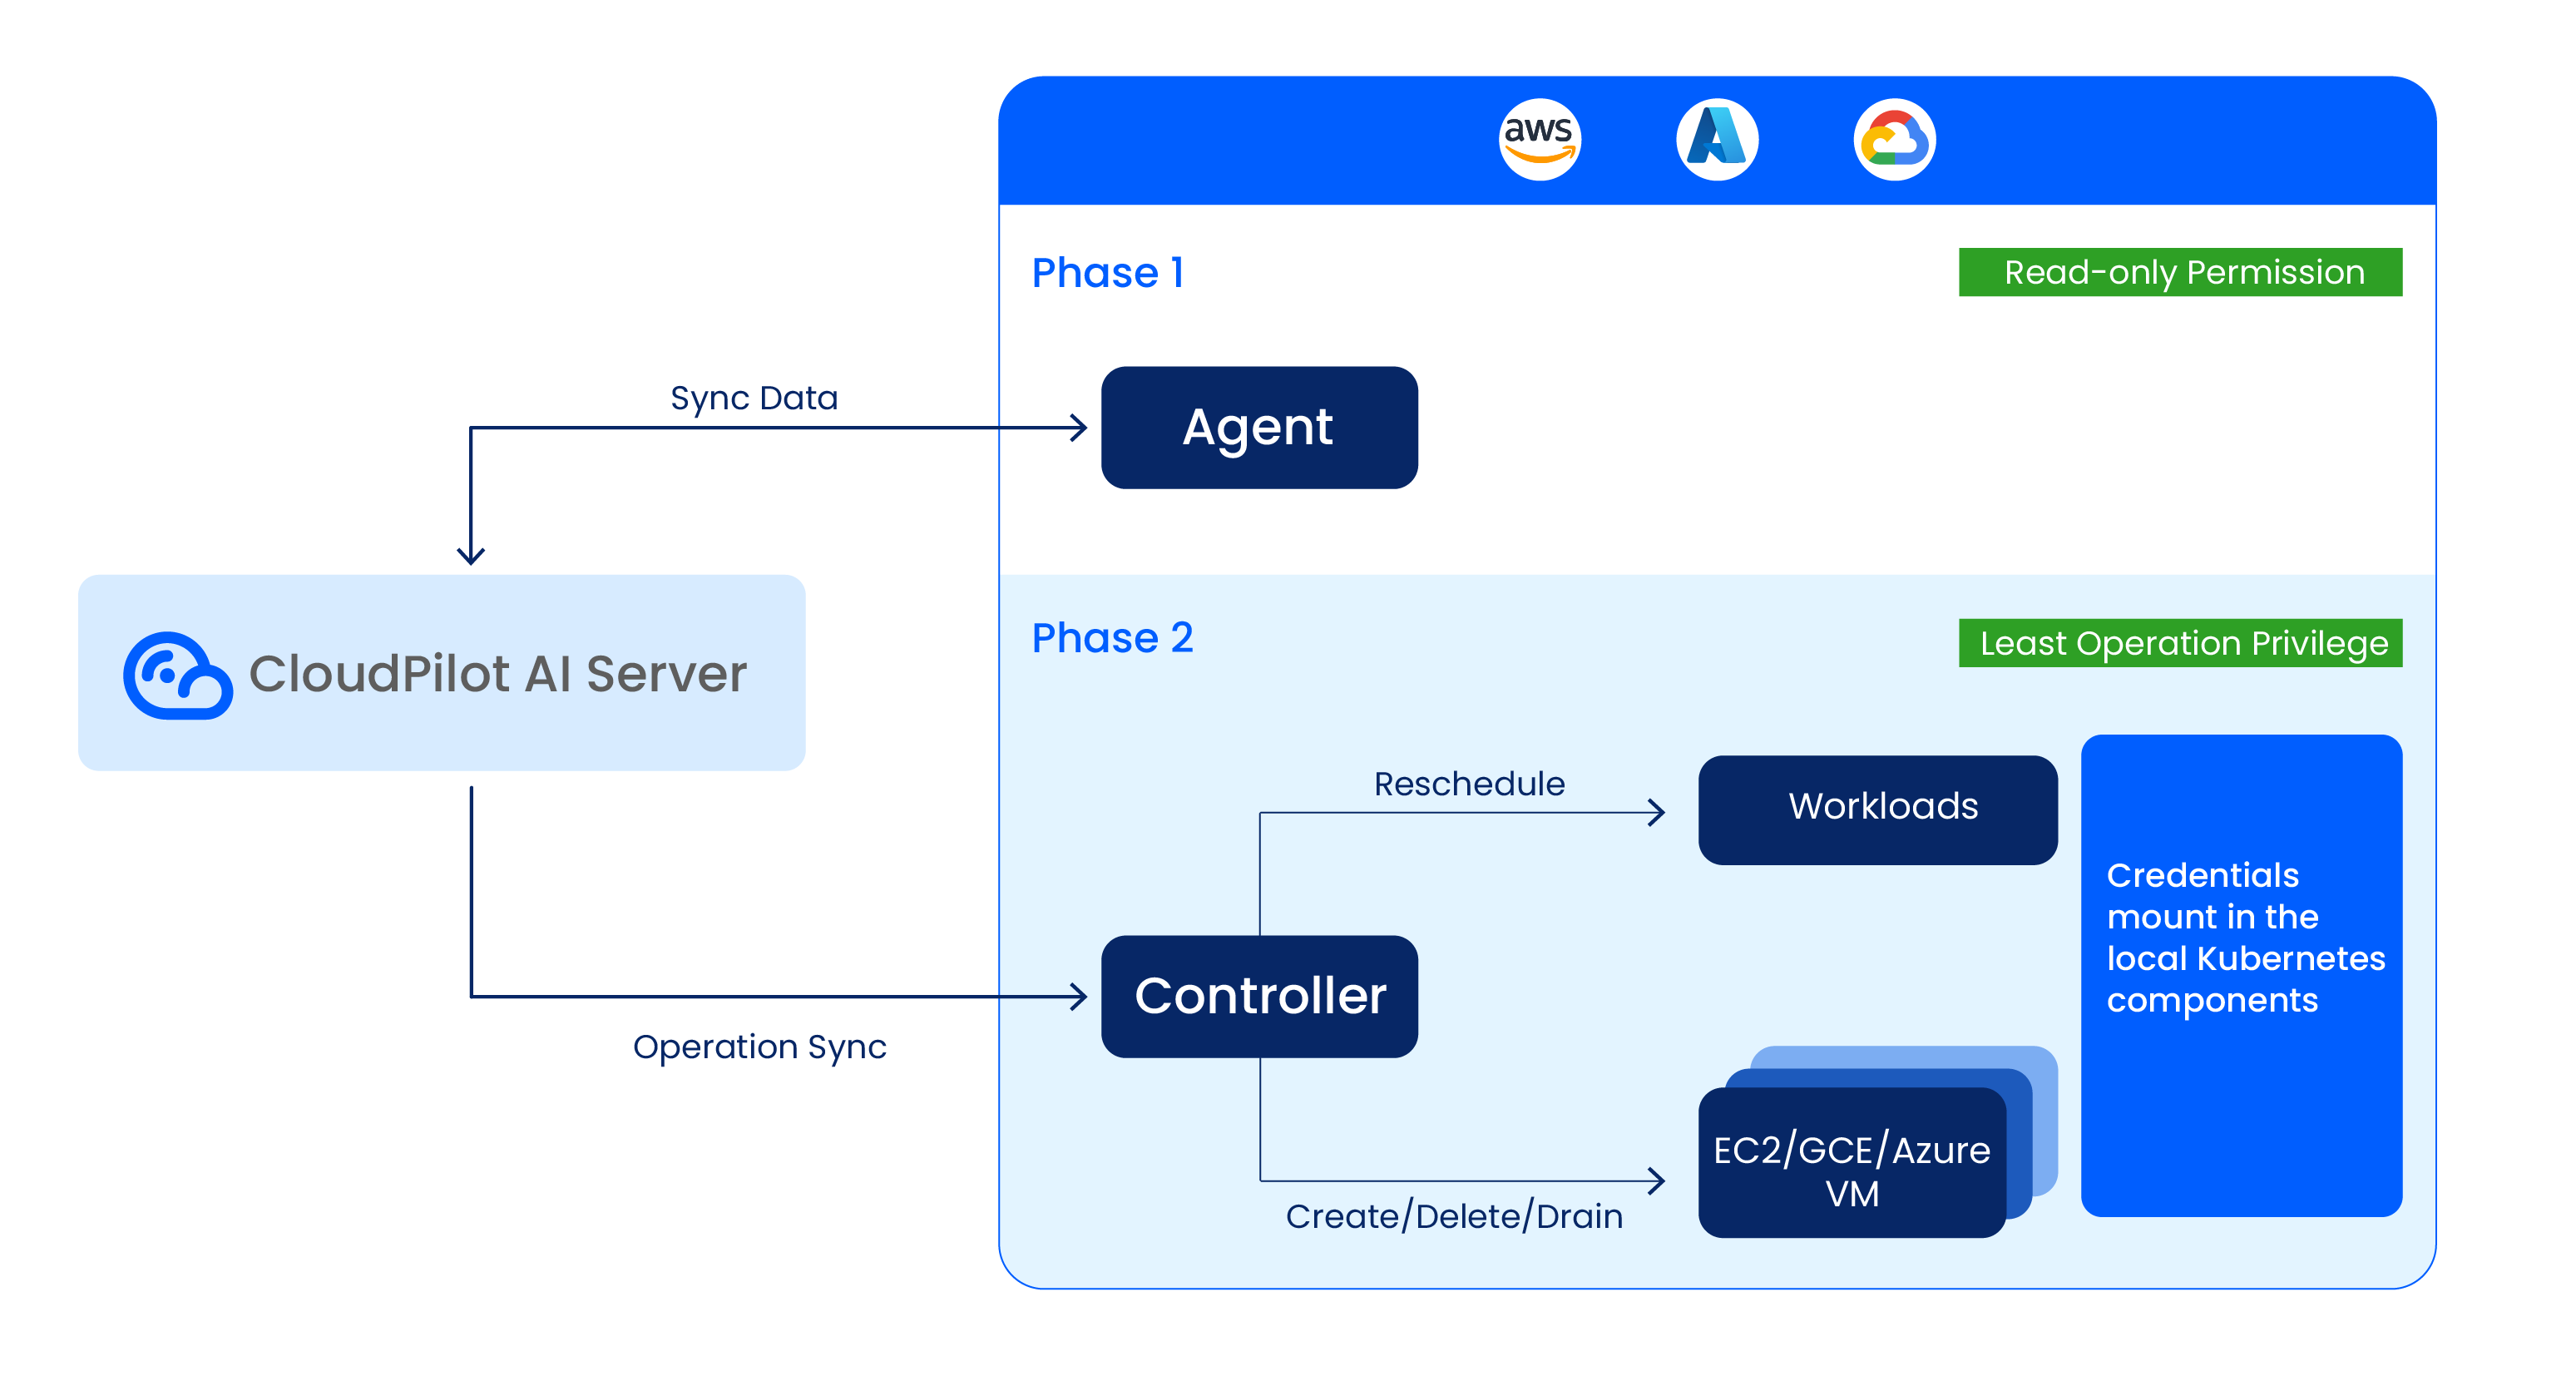 aws
Phase 1
Read-only Permission
Sync Data
Agent
CloudPilot AI Server
Phase 2
Least Operation Privilege
Reschedule
Workloads
Credentials
mount in the
local Kubernetes
components
Controller
Operation Sync
EC2/GCE/Azure
VM
Create/Delete/Drain